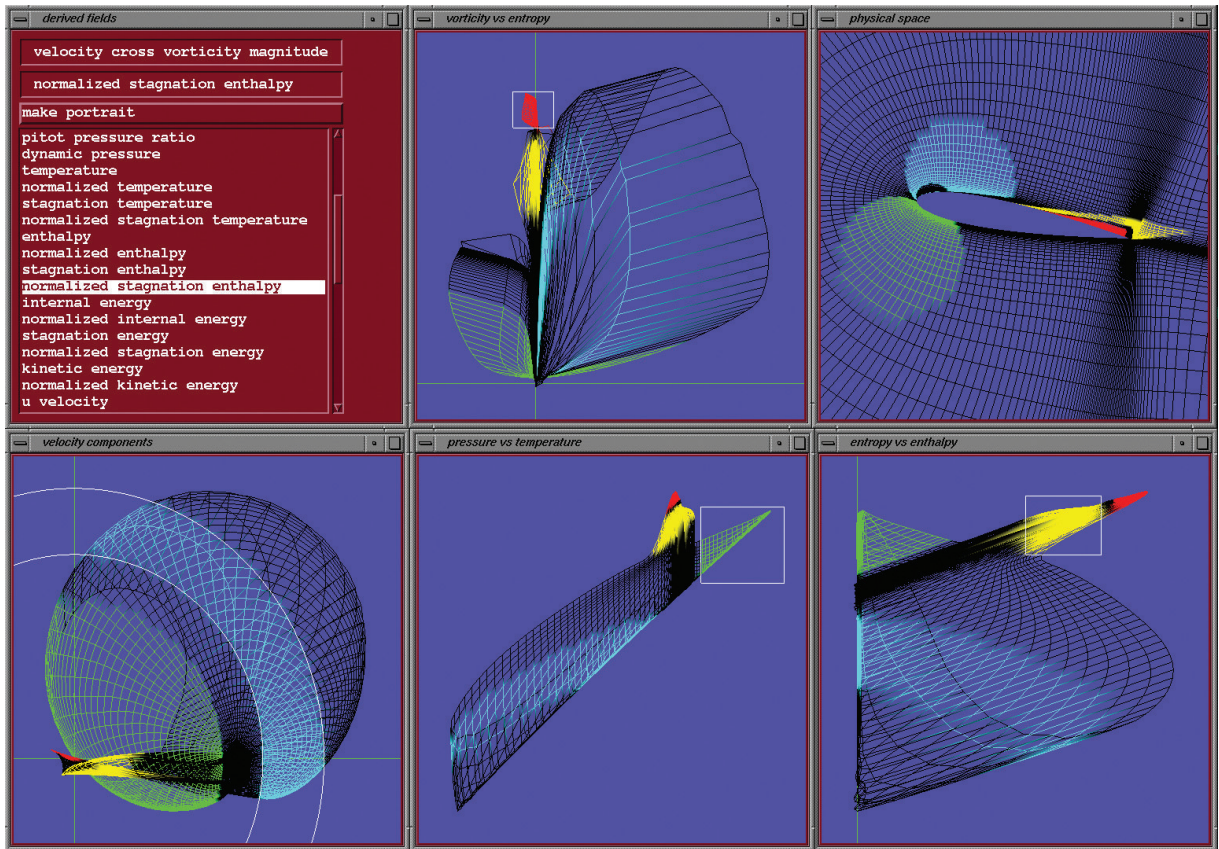 derived fields
velocity cross vorticity magnitude
normalized stagnation enthalpy
make portrait
pitot pressure ratio
dynamic pressure
temperature
normalized temperature
stagnation temperature
normalized stagnation temperature
enthalpy
normalized enthalpy
stagnation enthalpy
normalized stagnation enthalpy
internal energy
normalized internal energy
stagnation energy
normalized stagnation energy
kinetic energy
normalized kinetic energy
u velocity
vorticity vs entropy
physical space
velocity components
pressure vs temperature
entropy vs enthalpy